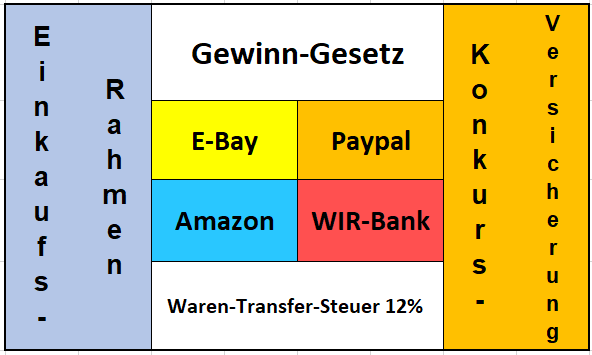 Einkaufs-
Rahmen
Gewinn-Gesetz
E-Bay
Paypal
Amazon
WIR-Bank
Waren-Transfer-Steuer 12%
Konkurs-
Versicherung